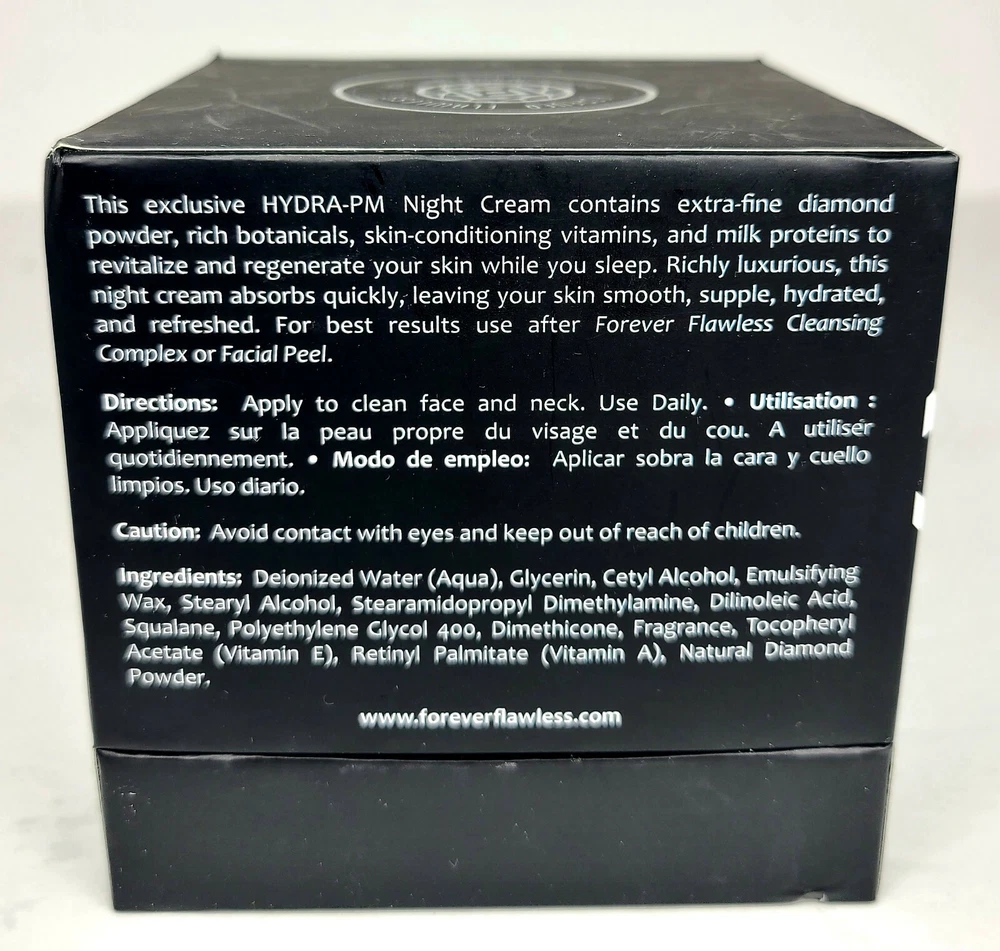 This exclusive HYDRA-PM Night Cream contains extra-fine diamond
powder, rich botanicals, skin-conditioning vitamins, and milk proteins to
revitalize and regenerate your skin while you sleep. Richly luxurious, this
night cream absorbs quickly, leaving your skin smooth, supple, hydrated,
and refreshed. For best results use after Forever Flawless Cleansing
Complex or Facial Peel.
Directions: Apply to clean face and neck. Use Daily. • Utilisation :
Appliquez sur la peau propre du visage et du cou. A utiliser
quotidiennement. • Modo de empleo: Aplicar sobra la cara y cuello
limpios. Uso diario.
Caution: Avoid contact with eyes and keep out of reach of children.
Ingredients: Deionized Water (Aqua), Glycerin, Cetyl Alcohol, Emulsifying
Wax, Stearyl Alcohol, Stearamidopropyl Dimethylamine, Dilinoleic Acid,
Squalane, Polyethylene Glycol 400, Dimethicone, Fragrance, Tocopheryl
Acetate (Vitamin E), Retinyl Palmitate (Vitamin A), Natural Diamond
Powder.
www.foreverflawless.com